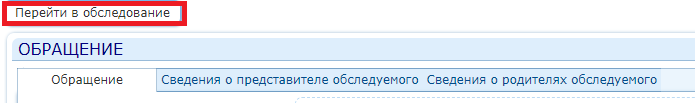 Перейти в обследование
ОБРАЩЕНИЕ
Обращение Сведения о представителе обследуемого Сведения о родителях обследуемого